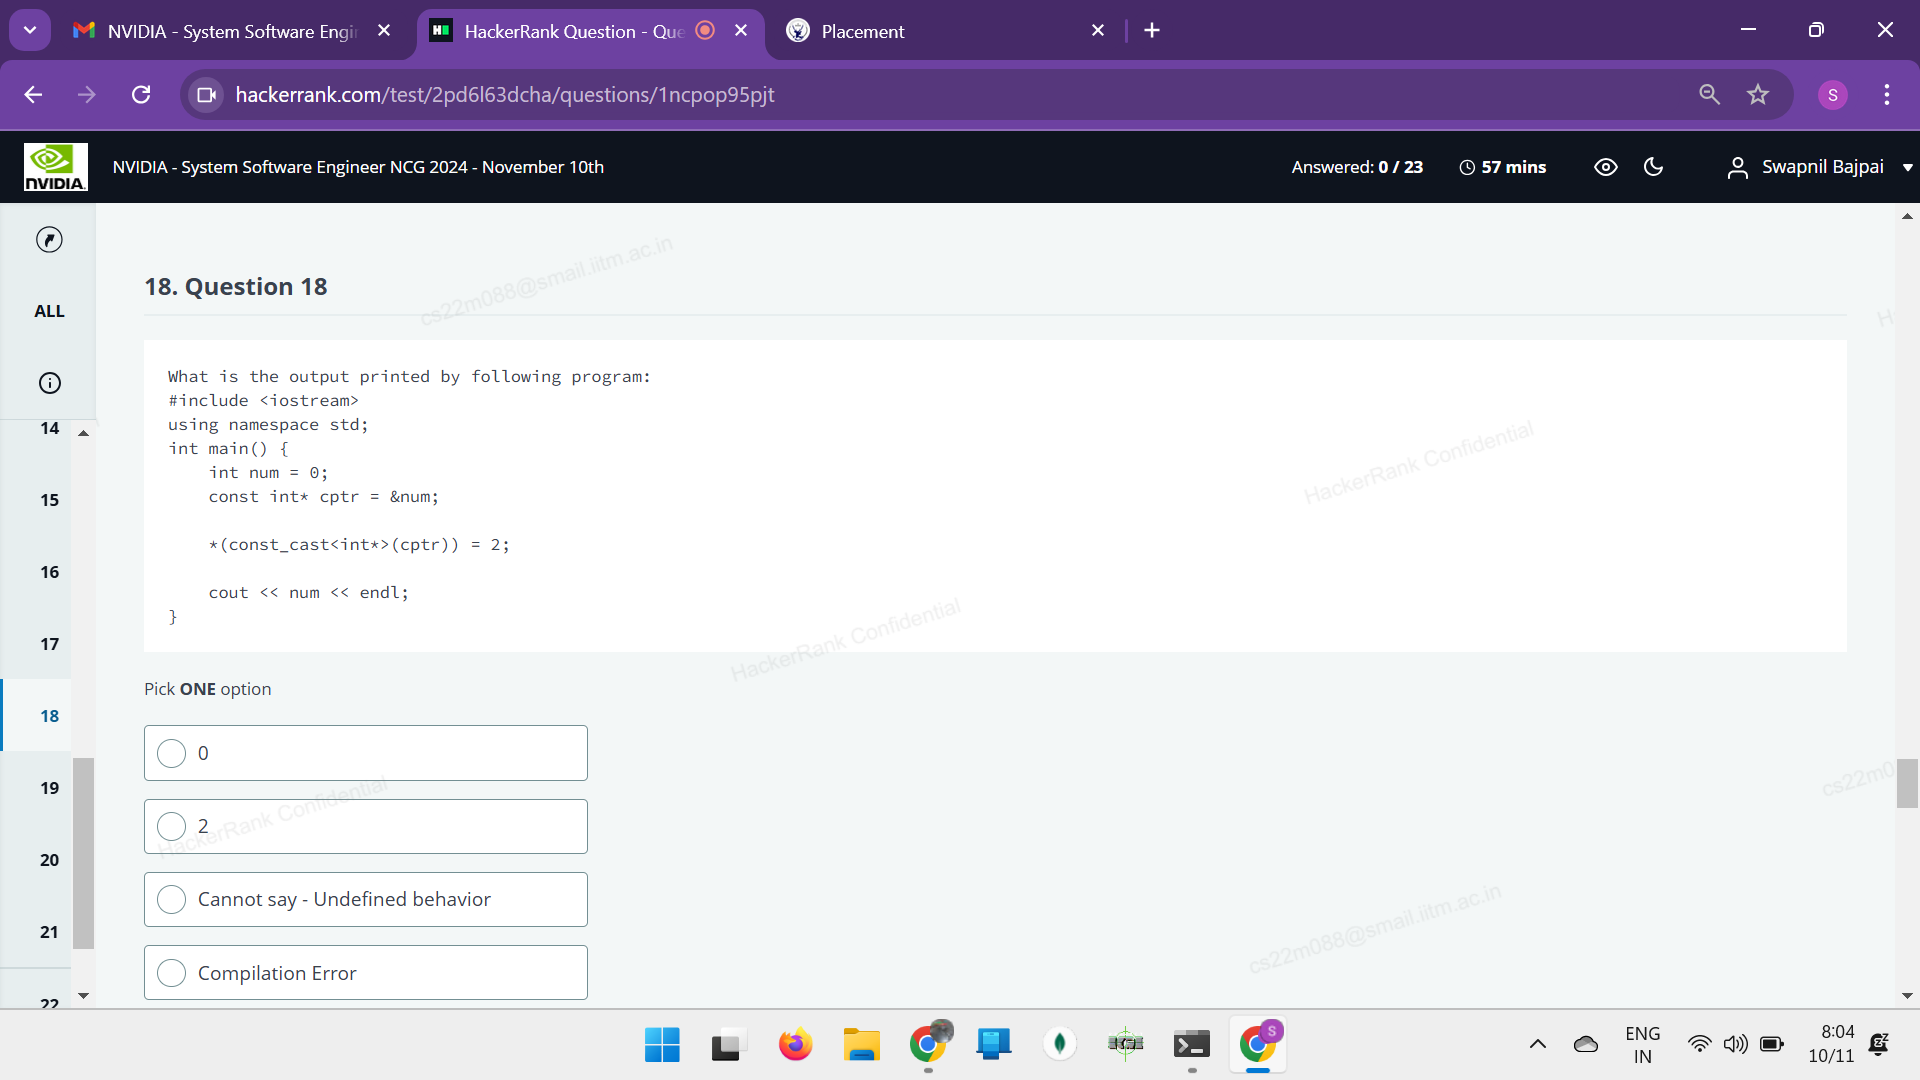 NVIDIA - System Software Engin
HackerRank Question - Que
Placement
hackerrank.com/test/2pd6l63dcha/questions/1ncpop95pjt
S
NVIDIA
NVIDIA - System Software Engineer NCG 2024 - November 10th
Answered: 0 / 23
57 mins
Swapnil Bajpai
ALL
14
15
16
17
18
19
20
21
22
18. Question 18
What is the output printed by following program:
#include <iostream>
using namespace std;
int main() {
    int num = 0;
    const int* cptr = &num;
    *(const_cast<int*>(cptr)) = 2;
    cout << num << endl;
}
Pick ONE option
0
2
Cannot say - Undefined behavior
Compilation Error
cs22m088@smail.iitm.ac.in
HackerRank Confidential
HackerRank Confidential
HackerRank Confidential
cs22m088@smail.iitm.ac.in
cs22m0
H
S
ENG
IN
8:04
10/11